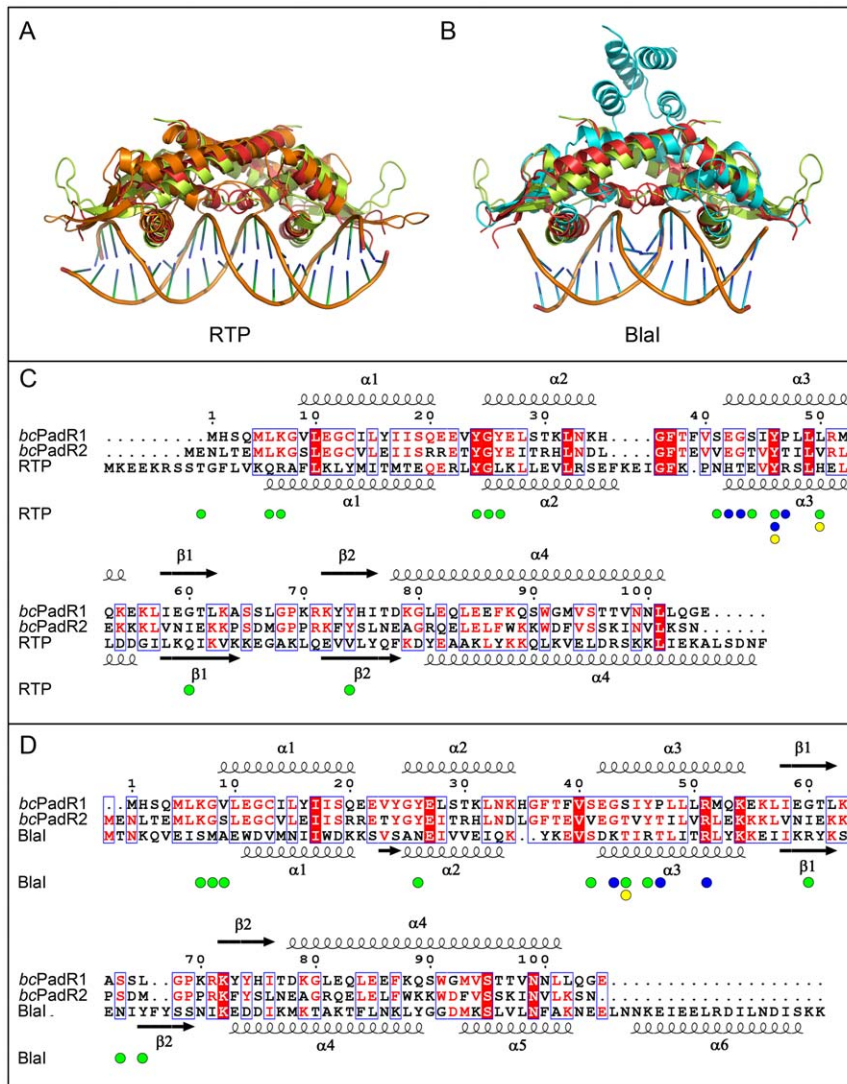 A
B
RTP
BlaI
C
α1 α2 α3
1 10 20 30 40 50
bcPadR1 .........MHSQMLKGVLEGCILYIISQEEVYGYELSTKLNKH....GFTFVSEGSIYPLLLRM
bcPadR2 .......MENLTEMLKGSLEGCVLEIISRRETYGYEITRHLNDL....GFTEVVEGTVYTILVRL
RTP MKEEKRSSTGFLVKQRAFLKLYMITMTEQERLYGLKLLEVLRSEFKEIGFK.PNHTEVYRSLHEL
α1 α2 α3
RTP
β1 β2 α4
60 70 80 90 100
bcPadR1 QKEKLIEGTLKASSLGPKRKYYHITDKGLEQLEEFKQSWGMVSTTVNNLLQGE.....
bcPadR2 EKKKLVNIEKKPSDMGPPRKFYSLNEAGRQELELFWKKWDFVSSKINVLKSN......
RTP LDDGILKQIKVKKEGAKLQEVVLYQFKDYEAAKLYKKQLKVELDRSKKLIEKALSDNF
β1 β2 α4
RTP
D
α1 α2 α3 β1
1 10 20 30 40 50 60
bcPadR1 ..MHSQMLKGVLEGCILYIISQEEVYGYELSTKLNKHGFTFVSEGSIYPLLLRMQKEKLIEGTLK
bcPadR2 MENLTEMLKGSLEGCVLEIISRRETYGYEITRHLNDLGFTEVVEGTVYTILVRLEKKKLVNIEKK
BlaI MTNKQVEISMAEWDVMNIIWDKKSVSANEIVVEIQK.YKEVSDKTIRTLITRLYKKEIIKRYKS
α1 α2 α3 β1
BlaI
β2 α4
70 80 90 100
bcPadR1 ASSL..GPKRKYYHITDKGLEQLEEFKQSWGMVSTTVNNLLQGE...................
bcPadR2 PSDM..GPPRKFYSLNEAGRQELELFWKKWDFVSSKINVLKSN....................
BlaI . ENIYFYSSNIKEDDIKMKTAKTFLNKLYGGDMKSLVLNFAKNEELNNKEIEELRDILNDISKK
β2 α4 α5 α6
BlaI